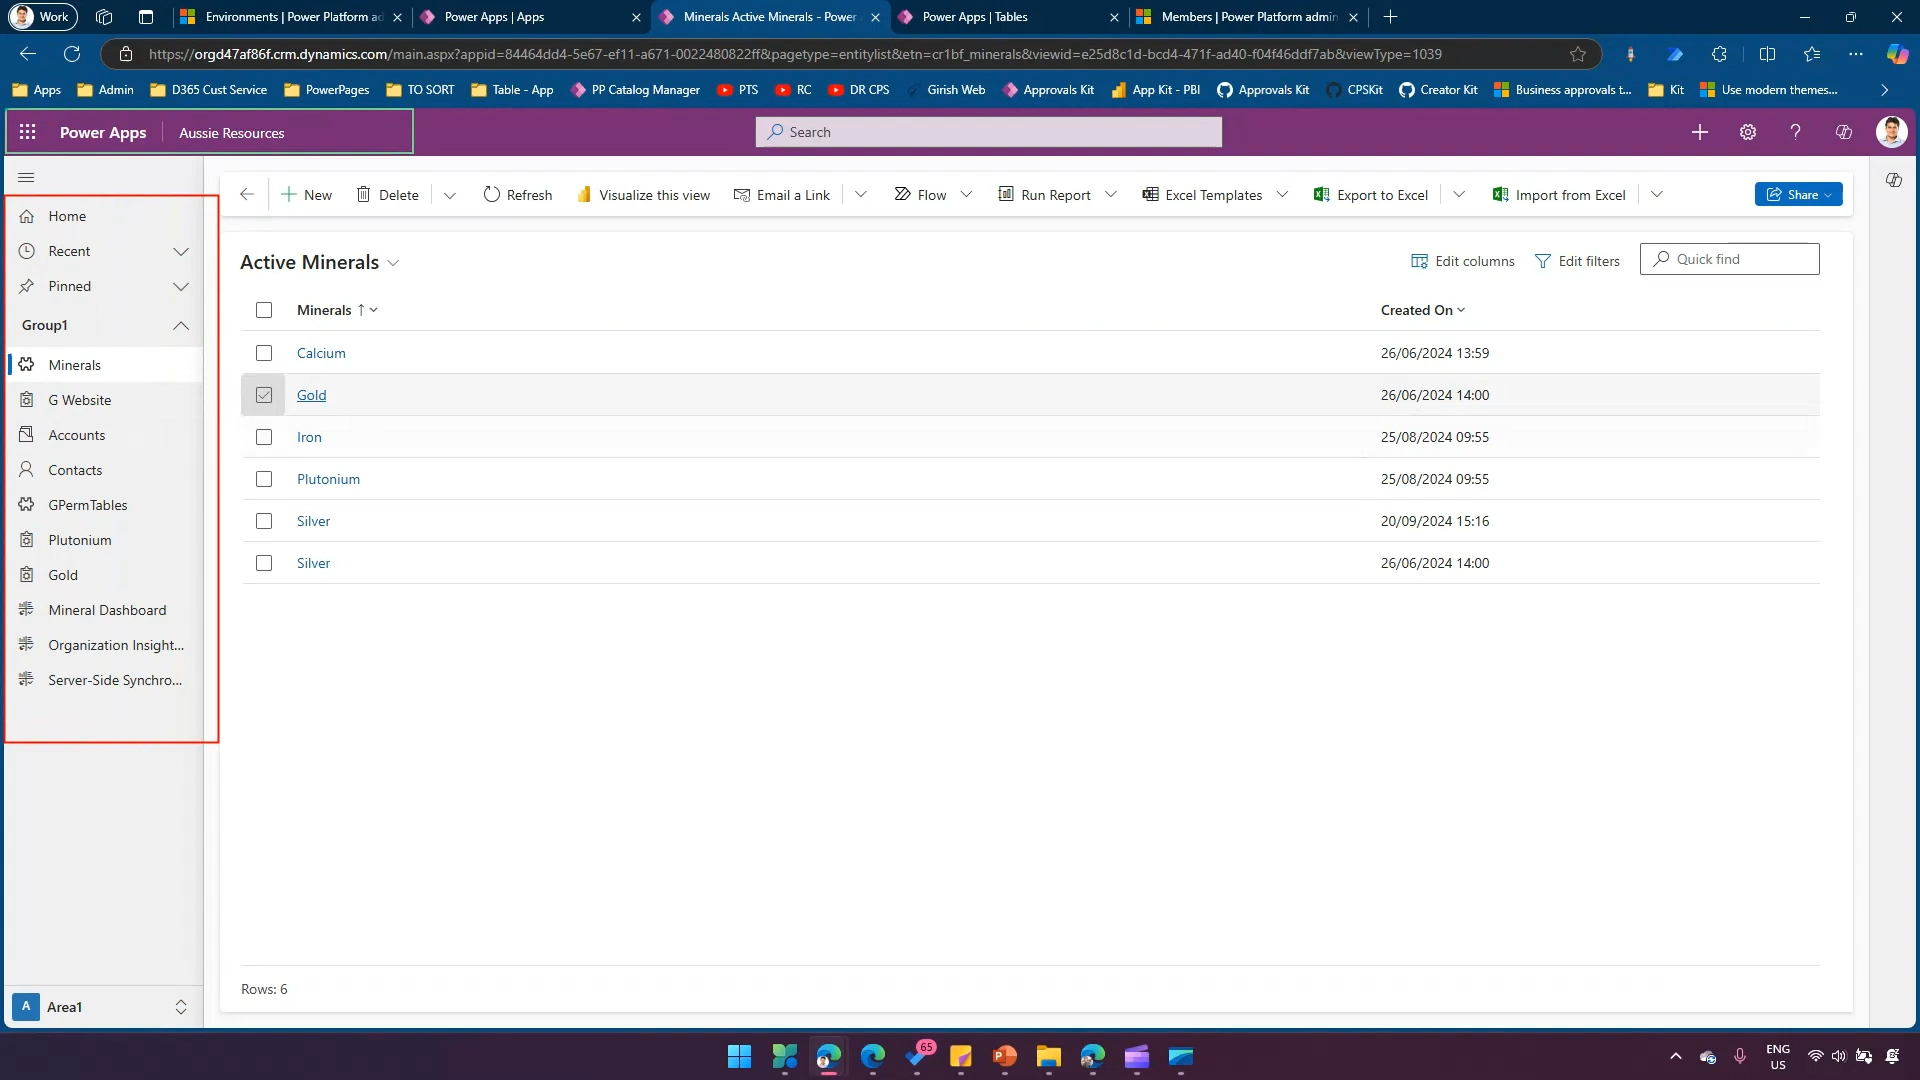 Work
Environments | Power Platform ad
Power Apps | Apps
Minerals Active Minerals - Power
Power Apps | Tables
Members | Power Platform admin
https://orgd47af86f.crm.dynamics.com/main.aspx?appid=84464dd4-5e67-ef11-a671-0022480822ff&pagetype=entitylist&etn=cr1bf_minerals&viewid=e25d8c1d-bcd4-471f-ad40-f04f46ddf7ab&viewType=1039
Apps
Admin
D365 Cust Service
PowerPages
TO SORT
Table - App
PP Catalog Manager
PTS
RC
DR CPS
Girish Web
Approvals Kit
App Kit - PBI
Approvals Kit
CPSKit
Creator Kit
Business approvals t...
Kit
Use modern themes...
Power Apps
Aussie Resources
Search
New
Delete
Refresh
Visualize this view
Email a Link
Flow
Run Report
Excel Templates
Export to Excel
Import from Excel
Share
Home
Recent
Pinned
Group1
Minerals
G Website
Accounts
Contacts
GPermTables
Plutonium
Gold
Mineral Dashboard
Organization Insight...
Server-Side Synchro...
A Area1
Active Minerals
Edit columns
Edit filters
Quick find
Minerals
Created On
Calcium 26/06/2024 13:59
Gold 26/06/2024 14:00
Iron 25/08/2024 09:55
Plutonium 25/08/2024 09:55
Silver 20/09/2024 15:16
Silver 26/06/2024 14:00
Rows: 6
65
ENG
US